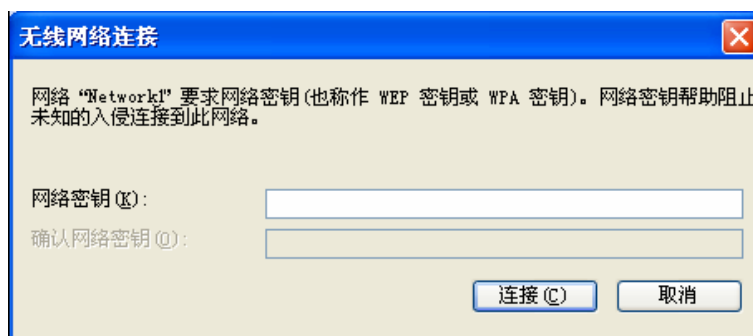 无线网络连接
网络 “Network1” 要求网络密钥(也称作 WEP 密钥或 WPA 密钥)。网络密钥帮助阻止
未知的入侵连接到此网络。
网络密钥(K):
确认网络密钥(O):
连接(C)
取消